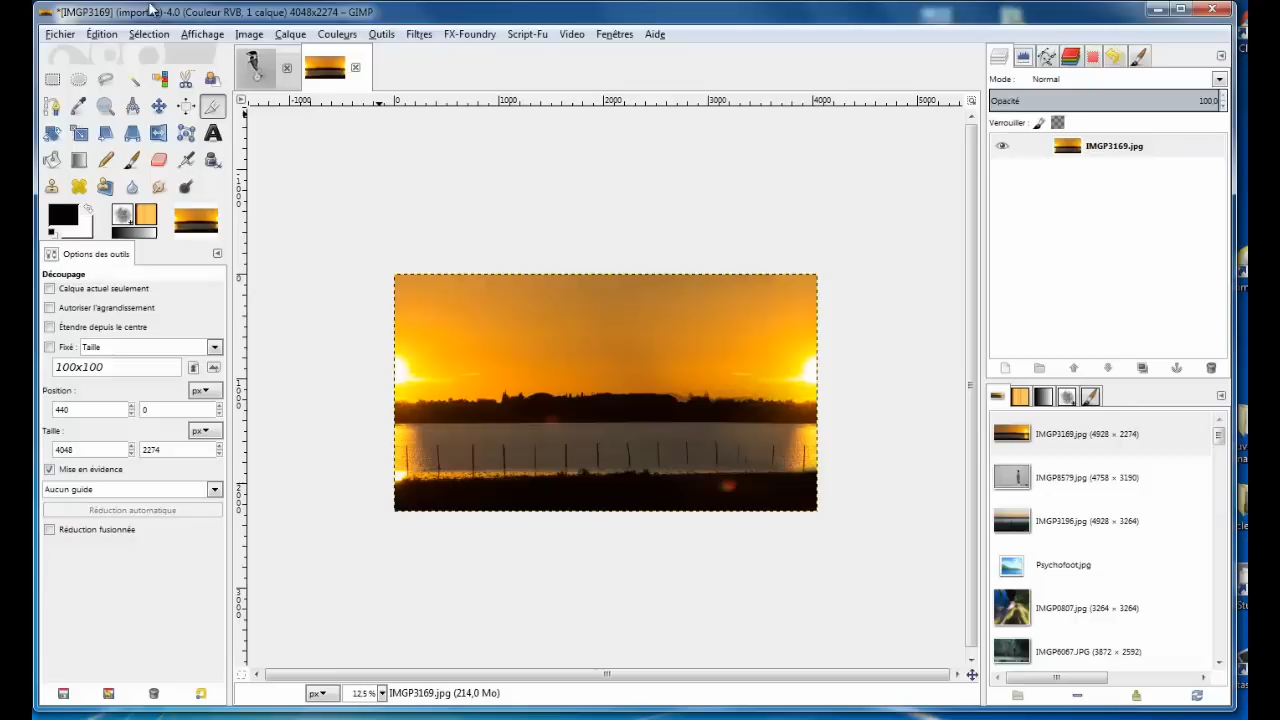 *[IMGP3169] (importée)-4.0 (Couleur RVB, 1 calque) 4048x2274 – GIMP
Fichier Édition Sélection Affichage Image Calque Couleurs Outils Filtres FX-Foundry Script-Fu Video Fenêtres Aide
-1000 0 1000 2000 3000 4000 5000
Mode : Normal
Opacité 100,0
Verrouiller :
IMGP3169.jpg
Options des outils
Découpage
Calque actuel seulement
Autoriser l'agrandissement
Étendre depuis le centre
Fixé : Taille
100x100
Position : px
440 0
Taille : px
4048 2274
Mise en évidence
Aucun guide
Réduction automatique
Réduction fusionnée
IMGP3169.jpg (4928 × 2274)
IMGP8579.jpg (4758 × 3190)
IMGP3196.jpg (4928 × 3264)
Psychofoot.jpg
IMGP0807.jpg (3264 × 3264)
IMGP6067.JPG (3872 × 2592)
px 12,5 % IMGP3169.jpg (214,0 Mo)